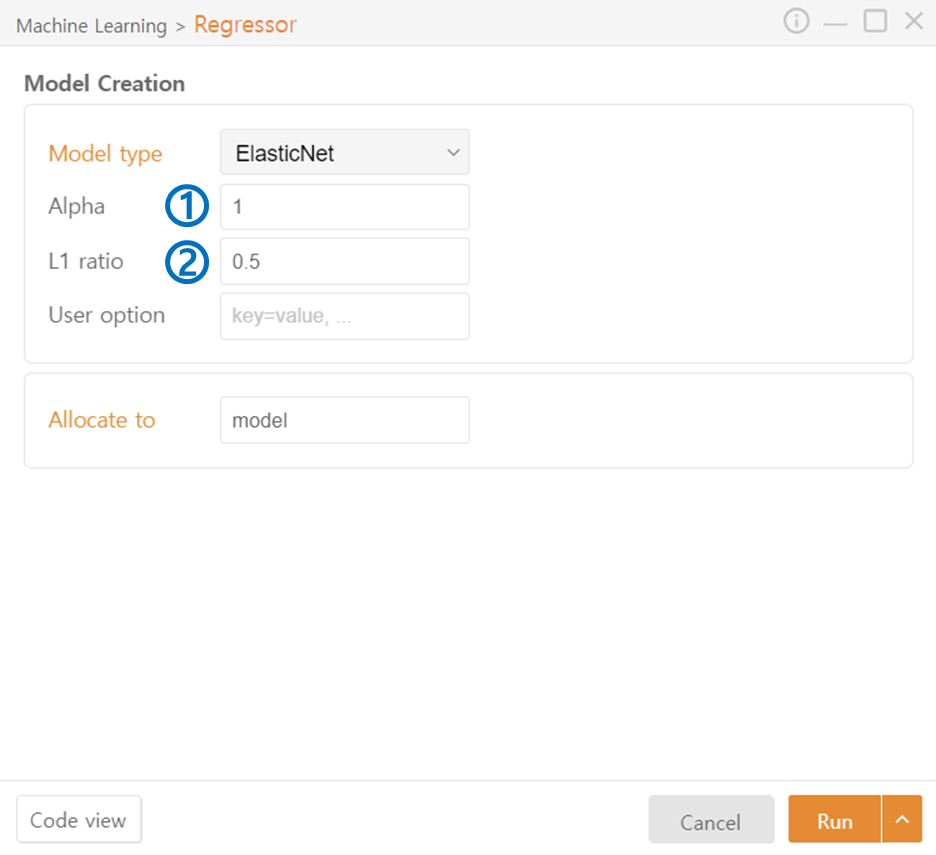 Machine Learning > Regressor
Model Creation
Model type ElasticNet
Alpha ① 1
L1 ratio ② 0.5
User option key=value, ...
Allocate to model
Code view Cancel Run